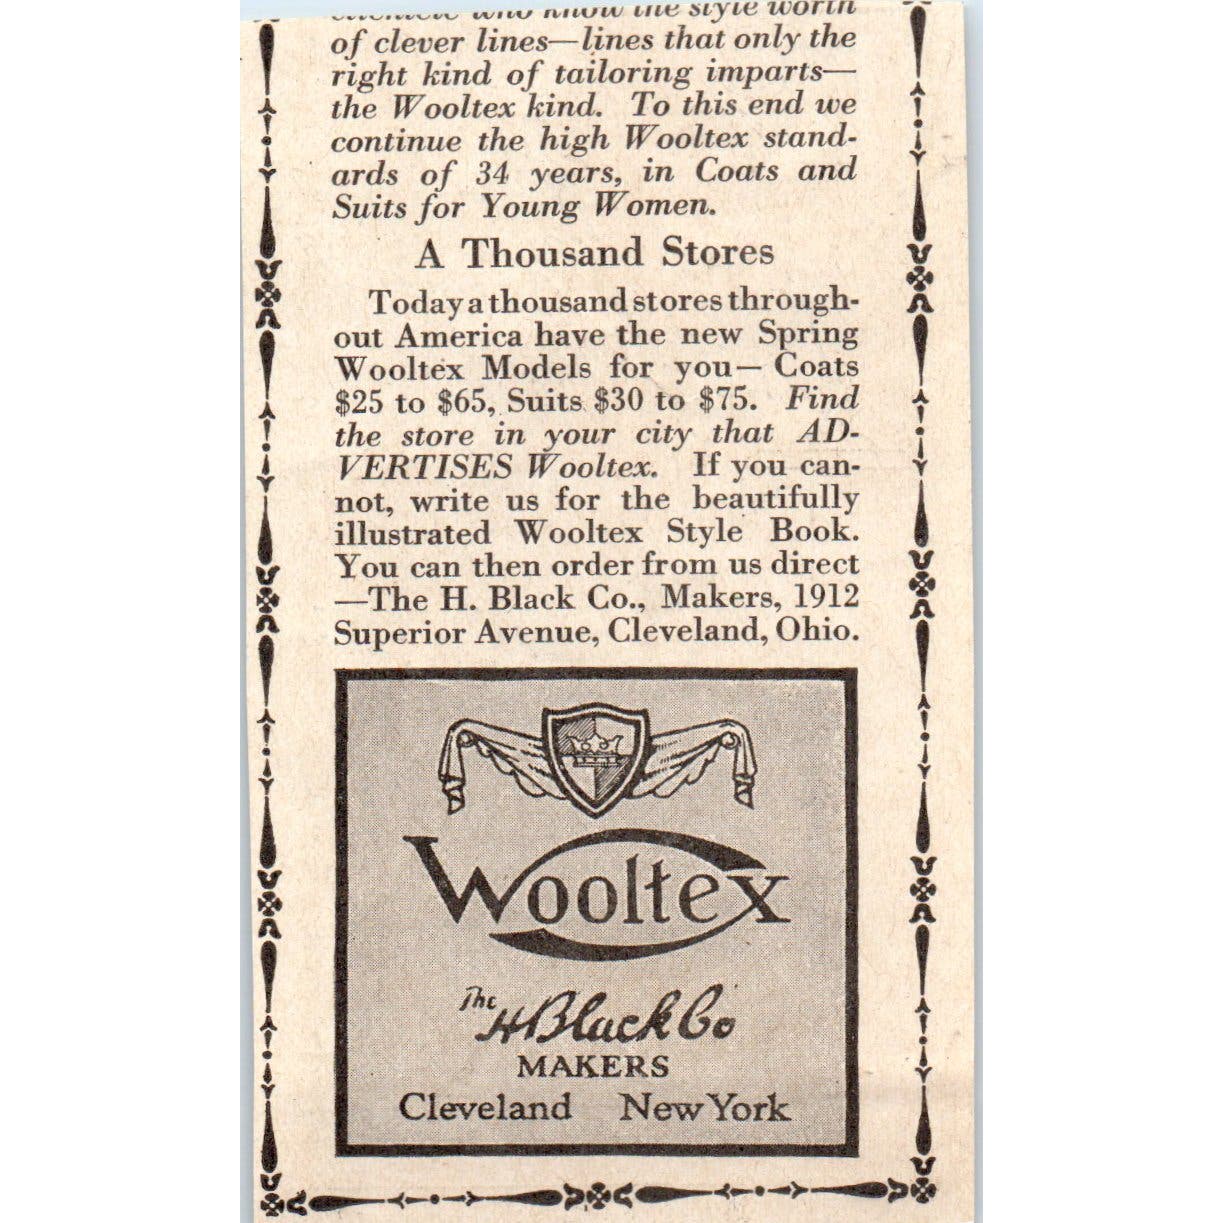 who know the style worth
of clever lines—lines that only the
right kind of tailoring imparts—
the Wooltex kind. To this end we
continue the high Wooltex stand-
ards of 34 years, in Coats and
Suits for Young Women.
A Thousand Stores
Today a thousand stores through-
out America have the new Spring
Wooltex Models for you— Coats
$25 to $65, Suits $30 to $75. Find
the store in your city that AD-
VERTISES Wooltex. If you can-
not, write us for the beautifully
illustrated Wooltex Style Book.
You can then order from us direct
—The H. Black Co., Makers, 1912
Superior Avenue, Cleveland, Ohio.
Wooltex
The H Black Co
MAKERS
Cleveland New York